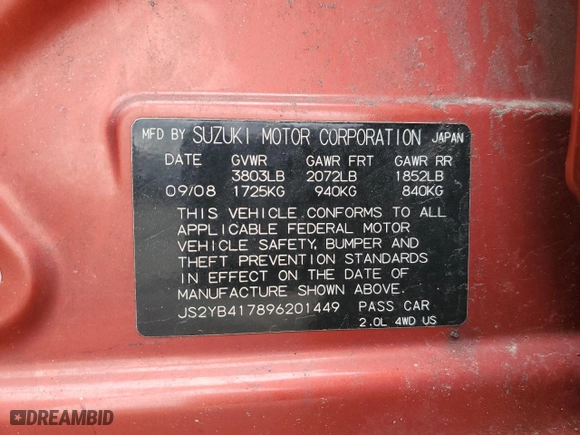 MFD BY SUZUKI MOTOR CORPORATION JAPAN
DATE GVWR GAWR FRT GAWR RR
3803LB 2072LB 1852LB
09/08 1725KG 940KG 840KG
THIS VEHICLE CONFORMS TO ALL
APPLICABLE FEDERAL MOTOR
VEHICLE SAFETY, BUMPER AND
THEFT PREVENTION STANDARDS
IN EFFECT ON THE DATE OF
MANUFACTURE SHOWN ABOVE.
JS2YB417896201449 PASS CAR
2.0L 4WD US
DREAMBID